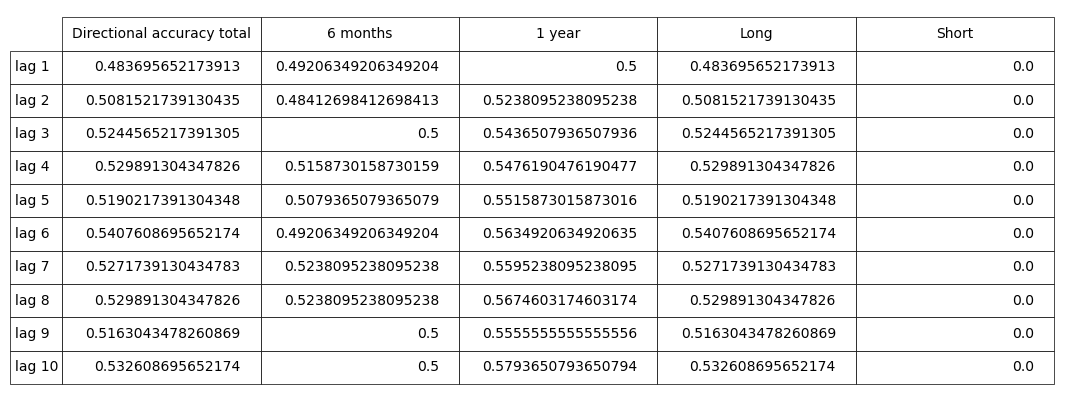 Directional accuracy total 6 months 1 year Long Short
lag 1 0.483695652173913 0.49206349206349204 0.5 0.483695652173913 0.0
lag 2 0.5081521739130435 0.48412698412698413 0.5238095238095238 0.5081521739130435 0.0
lag 3 0.5244565217391305 0.5 0.5436507936507936 0.5244565217391305 0.0
lag 4 0.529891304347826 0.5158730158730159 0.5476190476190477 0.529891304347826 0.0
lag 5 0.5190217391304348 0.5079365079365079 0.5515873015873016 0.5190217391304348 0.0
lag 6 0.5407608695652174 0.49206349206349204 0.5634920634920635 0.5407608695652174 0.0
lag 7 0.5271739130434783 0.5238095238095238 0.5595238095238095 0.5271739130434783 0.0
lag 8 0.529891304347826 0.5238095238095238 0.5674603174603174 0.529891304347826 0.0
lag 9 0.5163043478260869 0.5 0.5555555555555556 0.5163043478260869 0.0
lag 10 0.532608695652174 0.5 0.5793650793650794 0.532608695652174 0.0